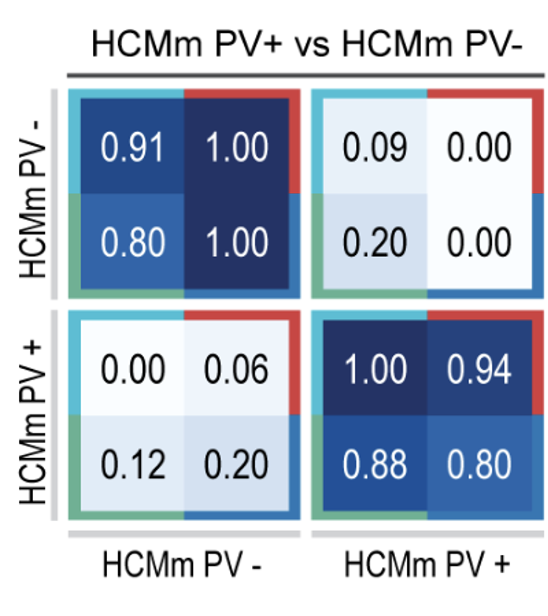 HCMm PV+ vs HCMm PV-
HCMm PV -
0.91 1.00 0.09 0.00
0.80 1.00 0.20 0.00
HCMm PV +
0.00 0.06 1.00 0.94
0.12 0.20 0.88 0.80
HCMm PV - HCMm PV +